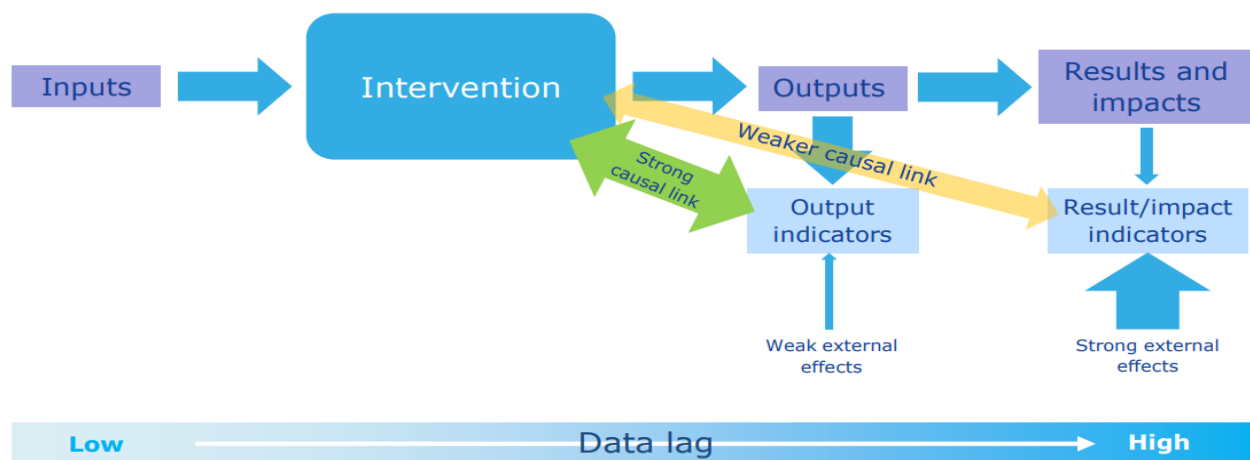 Inputs
Intervention
Outputs
Results and
impacts
Weaker causal link
Strong
causal link
Output
indicators
Result/impact
indicators
Weak external
effects
Strong external
effects
Low
Data lag
High